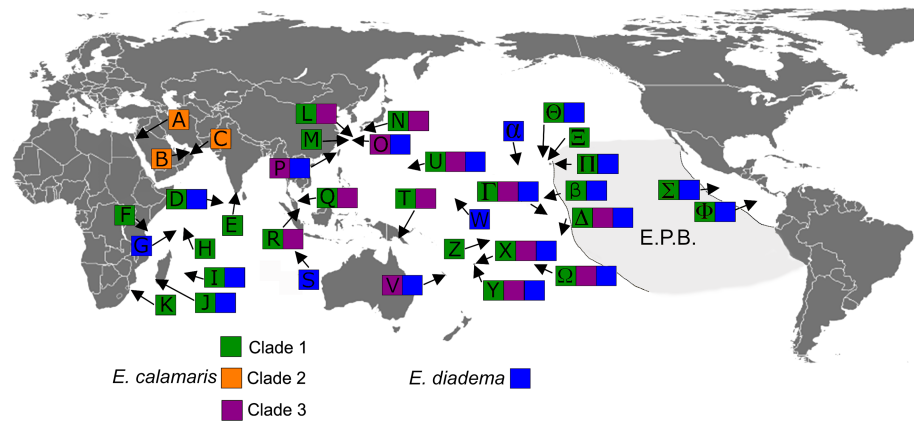 A
B
C
D
E
F
G
H
I
J
K
L
M
N
O
P
Q
R
S
T
U
V
W
X
Y
Z
α
Θ
Ξ
Π
Γ
β
Δ
Ω
Σ
Φ
E.P.B.
Clade 1
E. calamaris Clade 2
Clade 3
E. diadema